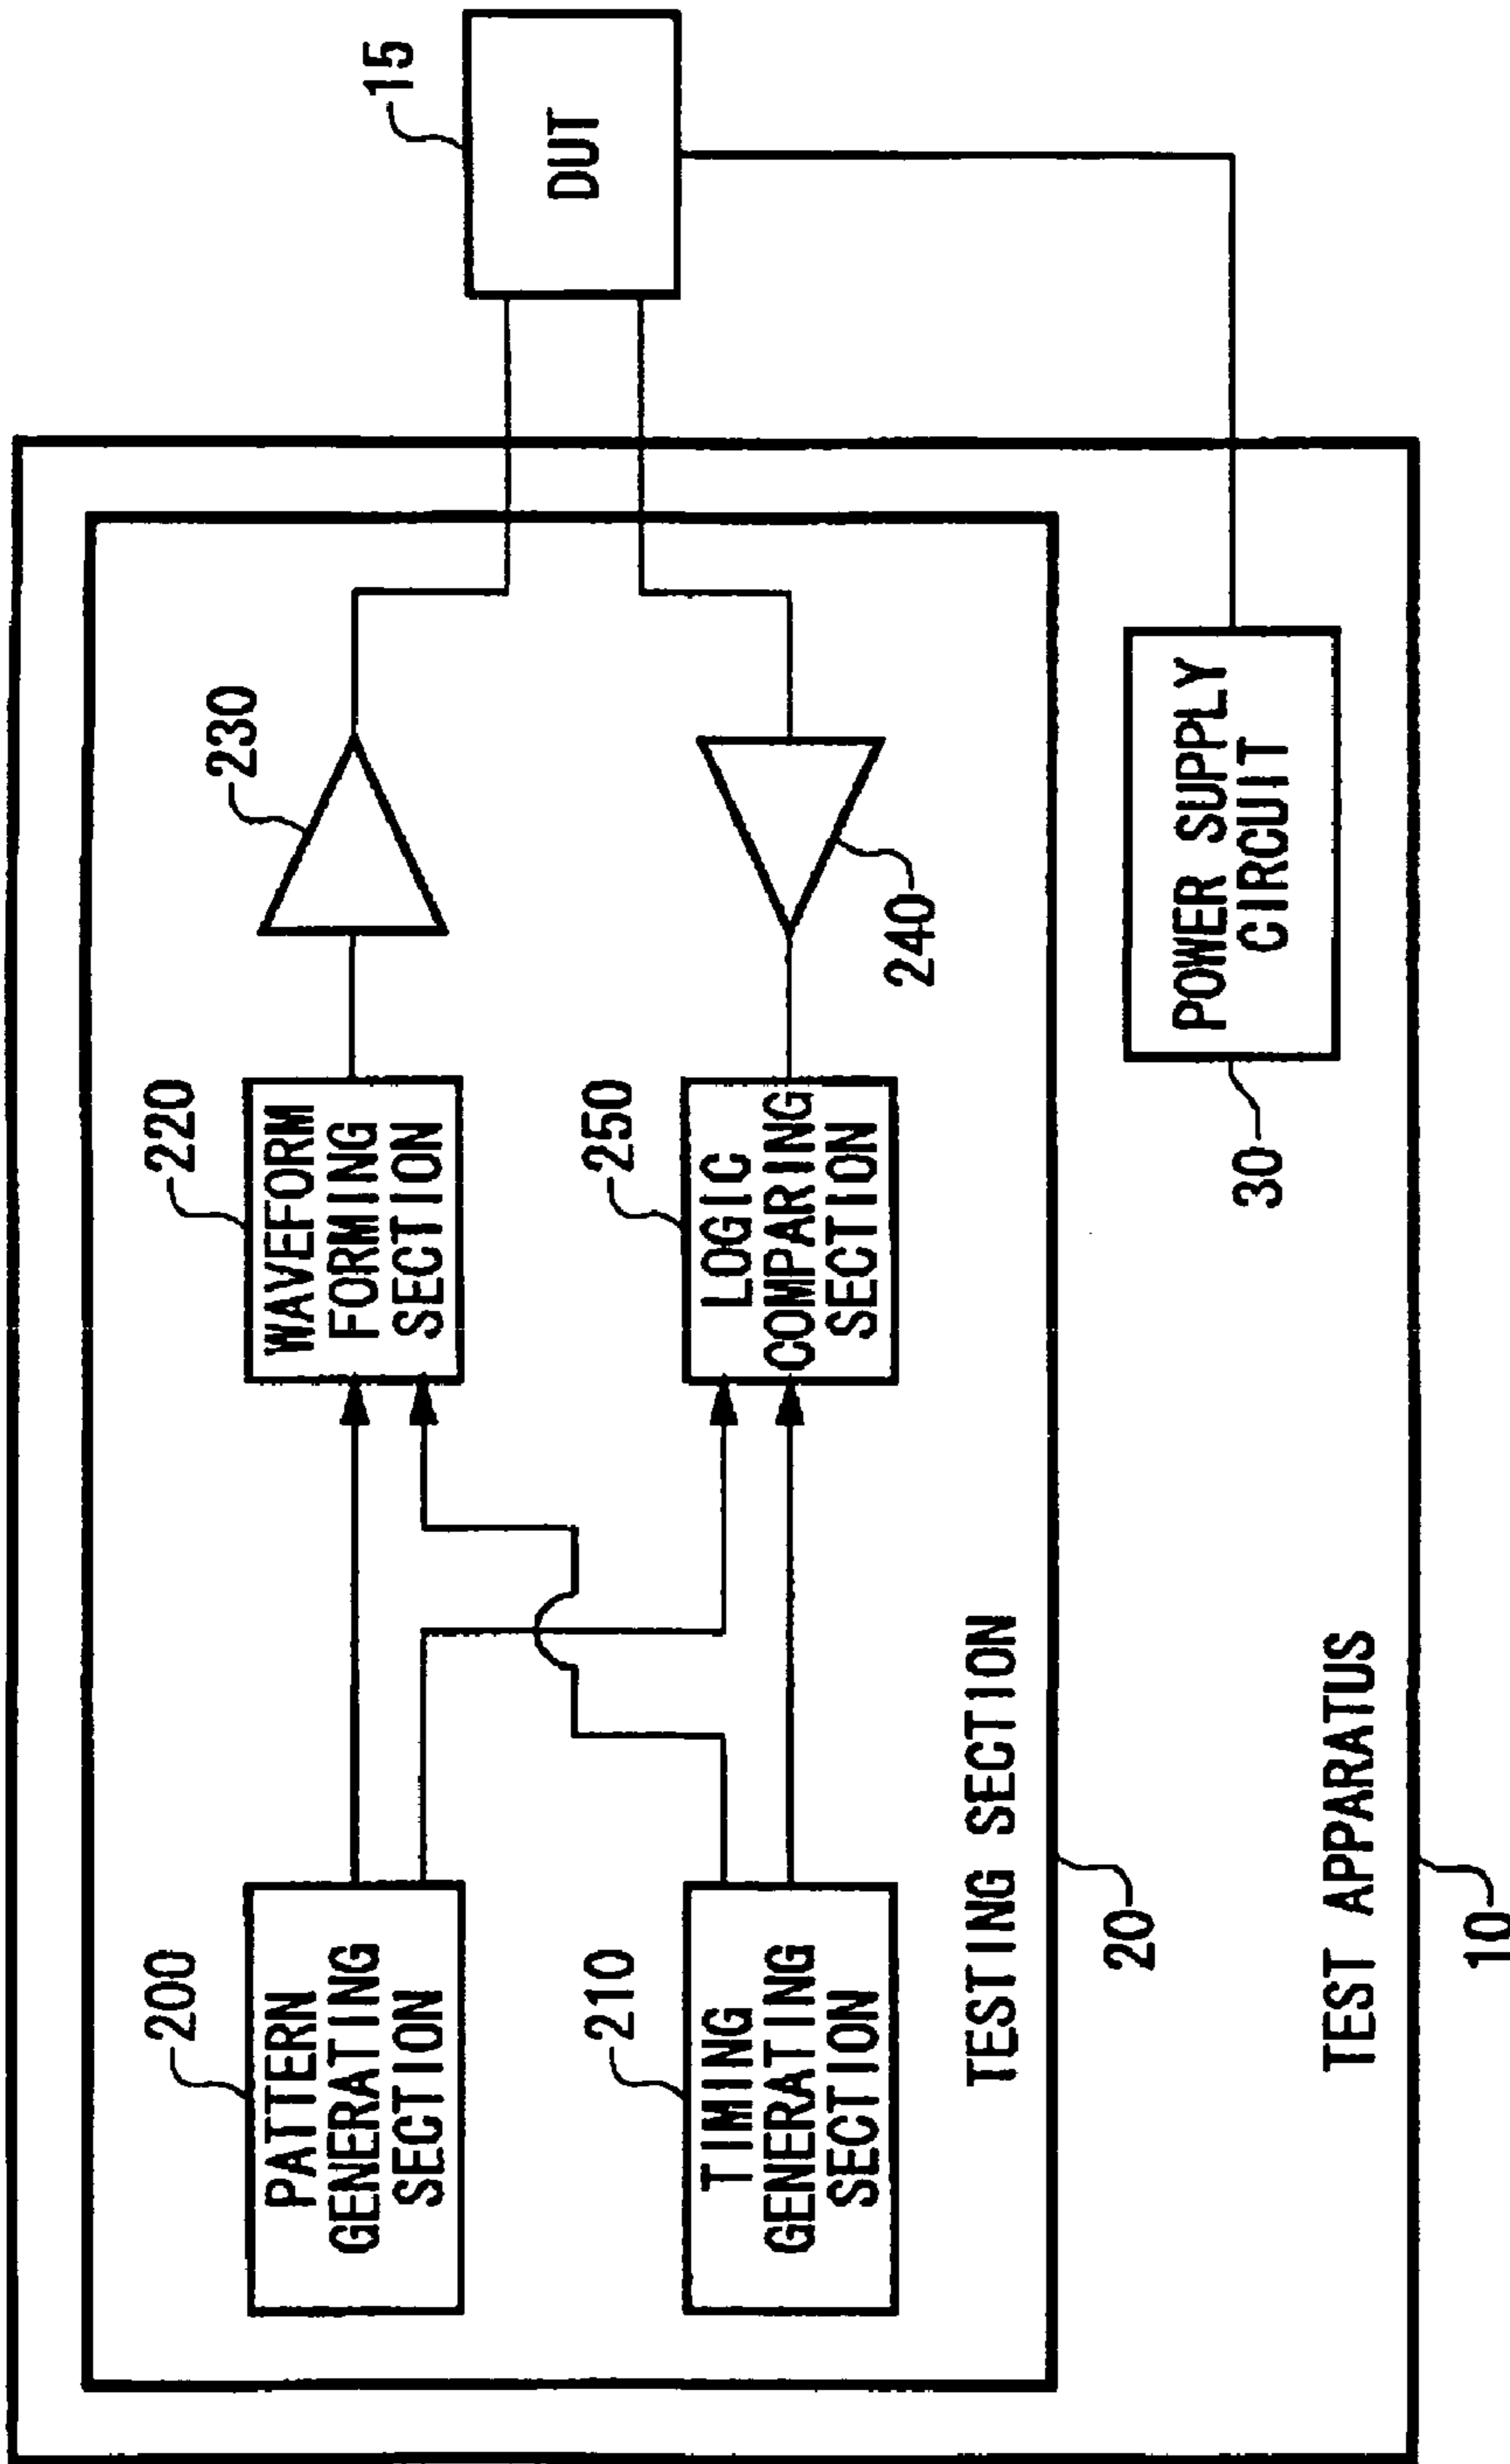 200
PATTERN
GENERATING
SECTION
220
WAVEFORM
FORMING
SECTION
230
15
DUT
210
TIMING
GENERATING
SECTION
250
LOGIC
COMPARING
SECTION
240
TESTING SECTION
20
30
POWER SUPPLY
CIRCUIT
TEST APPARATUS
10